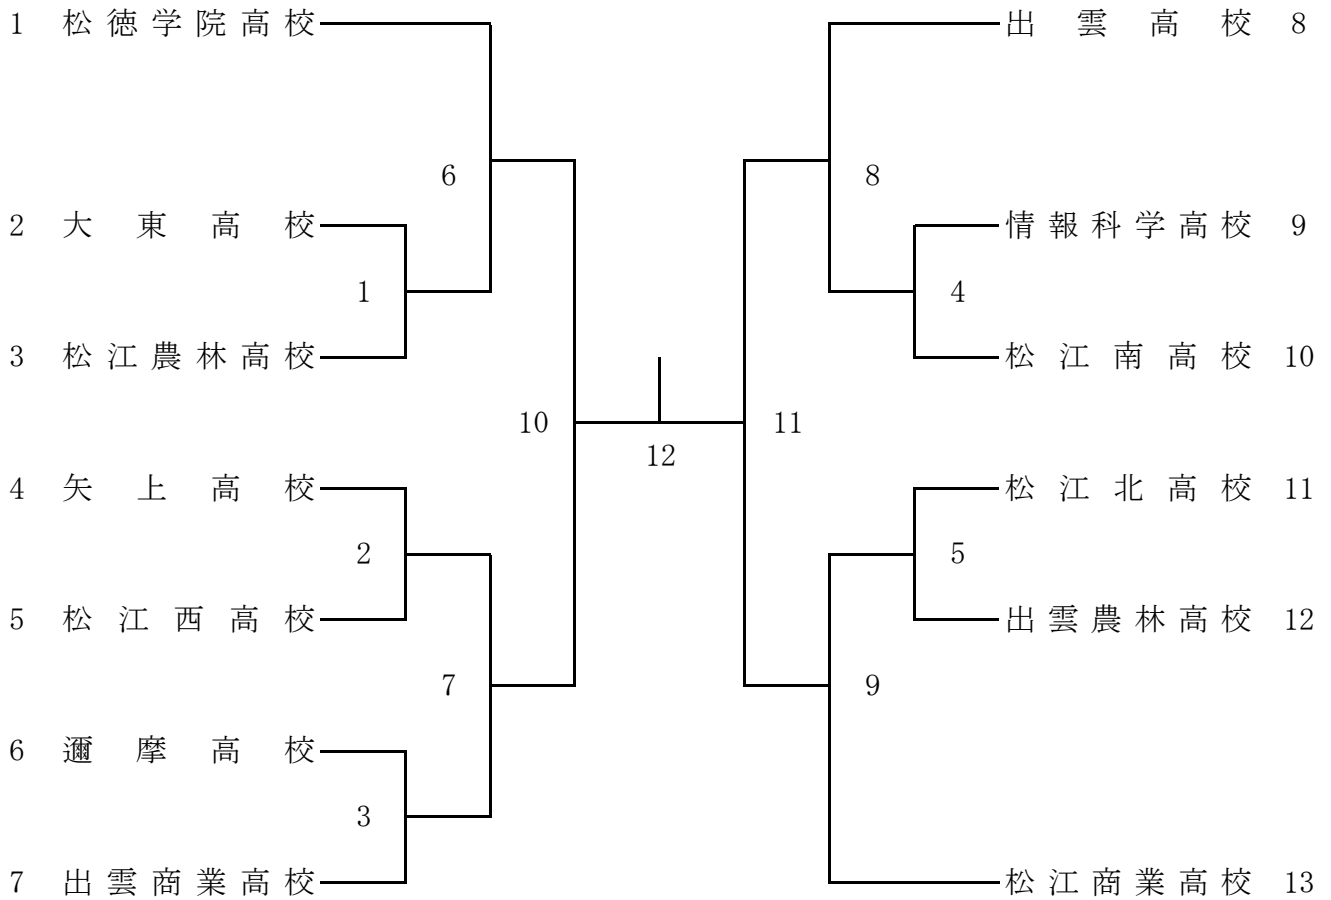 1 松徳学院高校
出雲高校 8
6
8
2 大東高校
情報科学高校 9
1
4
3 松江農林高校
松江南高校 10
10
11
12
4 矢上高校
松江北高校 11
2
5
5 松江西高校
出雲農林高校 12
7
9
6 邇摩高校
3
7 出雲商業高校
松江商業高校 13